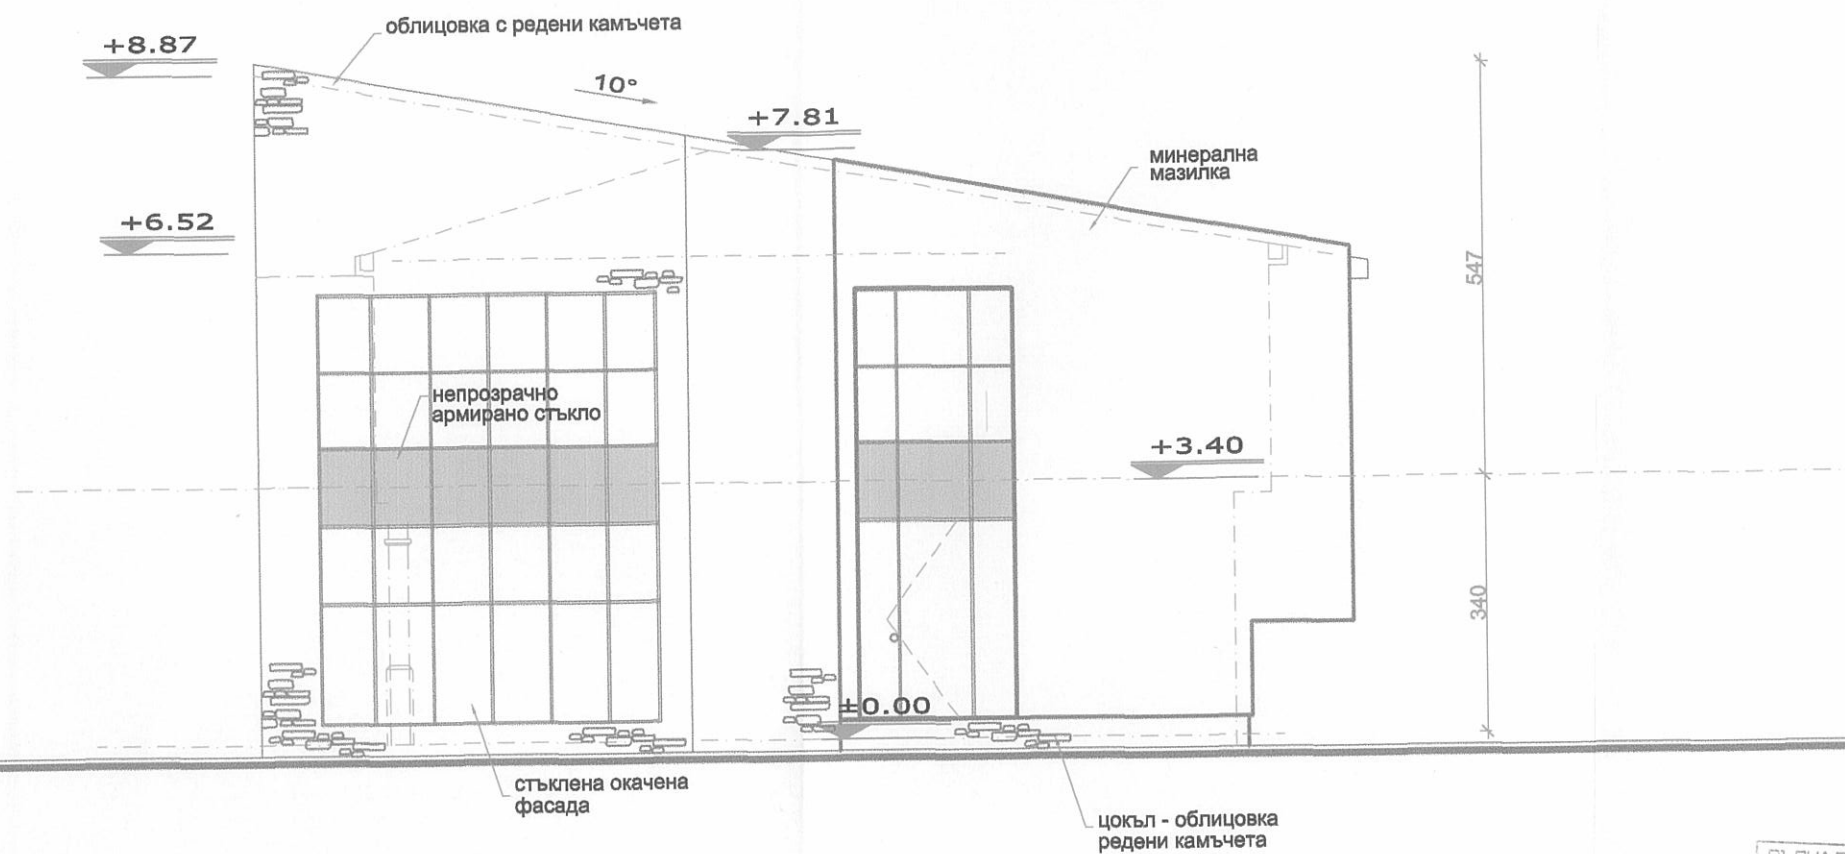 облицовка с редени камъчета
+8.87
10°
+7.81
минерална
мазилка
+6.52
547
непрозрачно
армирано стъкло
+3.40
340
±0.00
стъклена окачена
фасада
цокъл - облицовка
редени камъчета